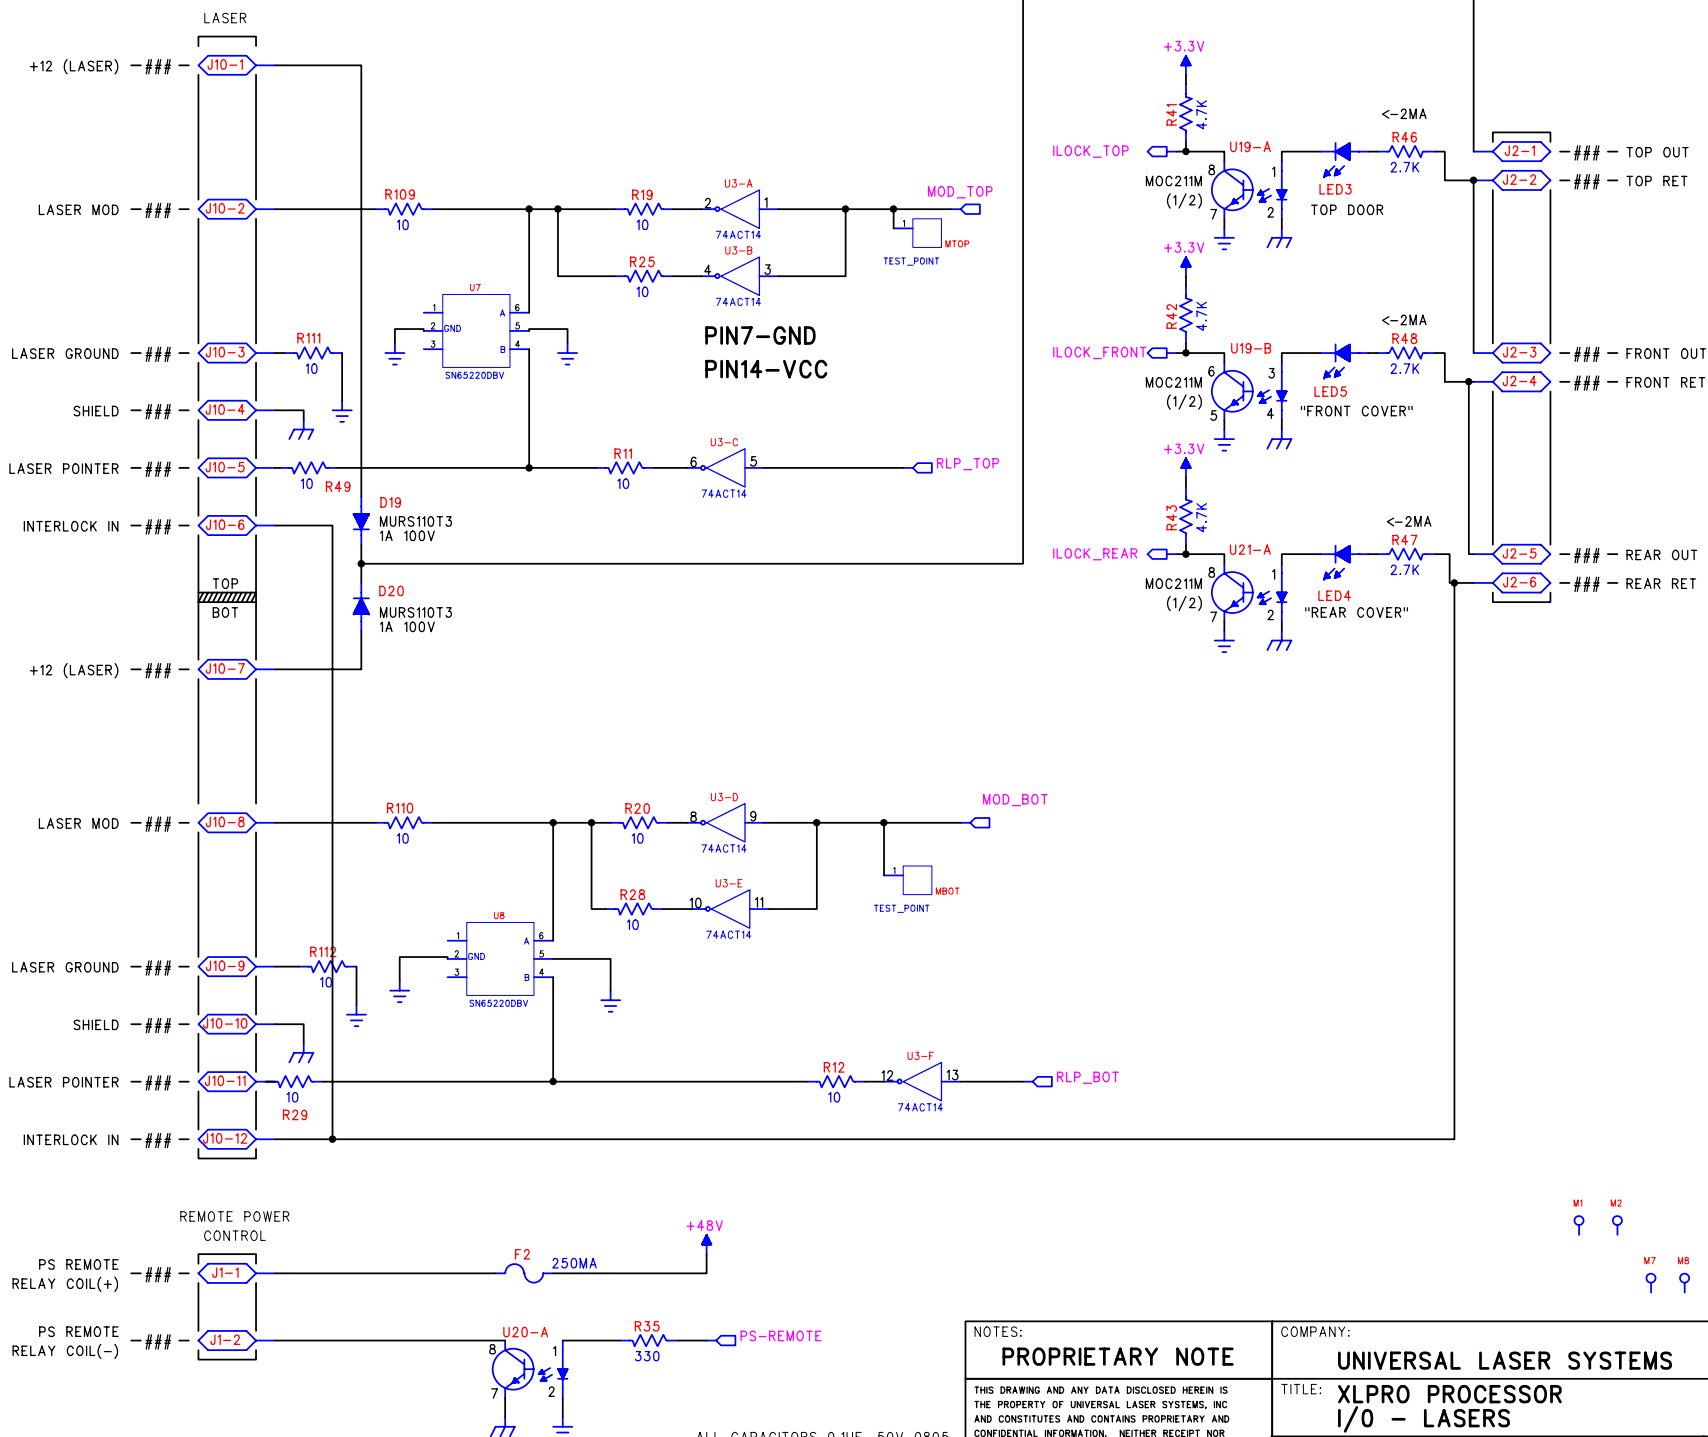 LASER
+12 (LASER) -###- J10-1
LASER MOD -###- J10-2
R109
10
R19
10
U3-A
2
1
74ACT14
MOD_TOP
1
MTOP
TEST_POINT
R25
10
U3-B
4
3
74ACT14
U7
1
2
3
GND
A
B
6
5
4
SN65220DBV
PIN7-GND
PIN14-VCC
LASER GROUND -###- J10-3
R111
10
SHIELD -###- J10-4
LASER POINTER -###- J10-5
10
R49
R11
10
U3-C
6
5
74ACT14
RLP_TOP
INTERLOCK IN -###- J10-6
D19
MURS110T3
1A 100V
TOP
BOT
D20
MURS110T3
1A 100V
+12 (LASER) -###- J10-7
+3.3V
R41
4.7K
ILOCK_TOP
U19-A
8
7
1
2
MOC211M
(1/2)
LED3
TOP DOOR
<-2MA
R46
2.7K
J2-1 -###- TOP OUT
J2-2 -###- TOP RET
+3.3V
R42
4.7K
ILOCK_FRONT
U19-B
6
5
3
4
MOC211M
(1/2)
LED5
"FRONT COVER"
<-2MA
R48
2.7K
J2-3 -###- FRONT OUT
J2-4 -###- FRONT RET
+3.3V
R43
4.7K
ILOCK_REAR
U21-A
8
7
1
2
MOC211M
(1/2)
LED4
"REAR COVER"
<-2MA
R47
2.7K
J2-5 -###- REAR OUT
J2-6 -###- REAR RET
LASER MOD -###- J10-8
R110
10
R20
10
U3-D
8
9
74ACT14
MOD_BOT
1
MBOT
TEST_POINT
R28
10
U3-E
10
11
74ACT14
U8
1
2
3
GND
A
B
6
5
4
SN65220DBV
LASER GROUND -###- J10-9
R112
10
SHIELD -###- J10-10
LASER POINTER -###- J10-11
10
R29
R12
10
U3-F
12
13
74ACT14
RLP_BOT
INTERLOCK IN -###- J10-12
REMOTE POWER
CONTROL
PS REMOTE
RELAY COIL(+) -###- J1-1
F2
250MA
+48V
PS REMOTE
RELAY COIL(-) -###- J1-2
U20-A
8
7
1
2
R35
330
PS-REMOTE
M1
M2
M7
M8
ALL CAPACITORS 0.1UF, 50V 0805
NOTES:
PROPRIETARY NOTE
THIS DRAWING AND ANY DATA DISCLOSED HEREIN IS
THE PROPERTY OF UNIVERSAL LASER SYSTEMS, INC
AND CONSTITUTES AND CONTAINS PROPRIETARY AND
CONFIDENTIAL INFORMATION. NEITHER RECEIPT NOR
COMPANY:
UNIVERSAL LASER SYSTEMS
TITLE: XLPRO PROCESSOR
I/O - LASERS